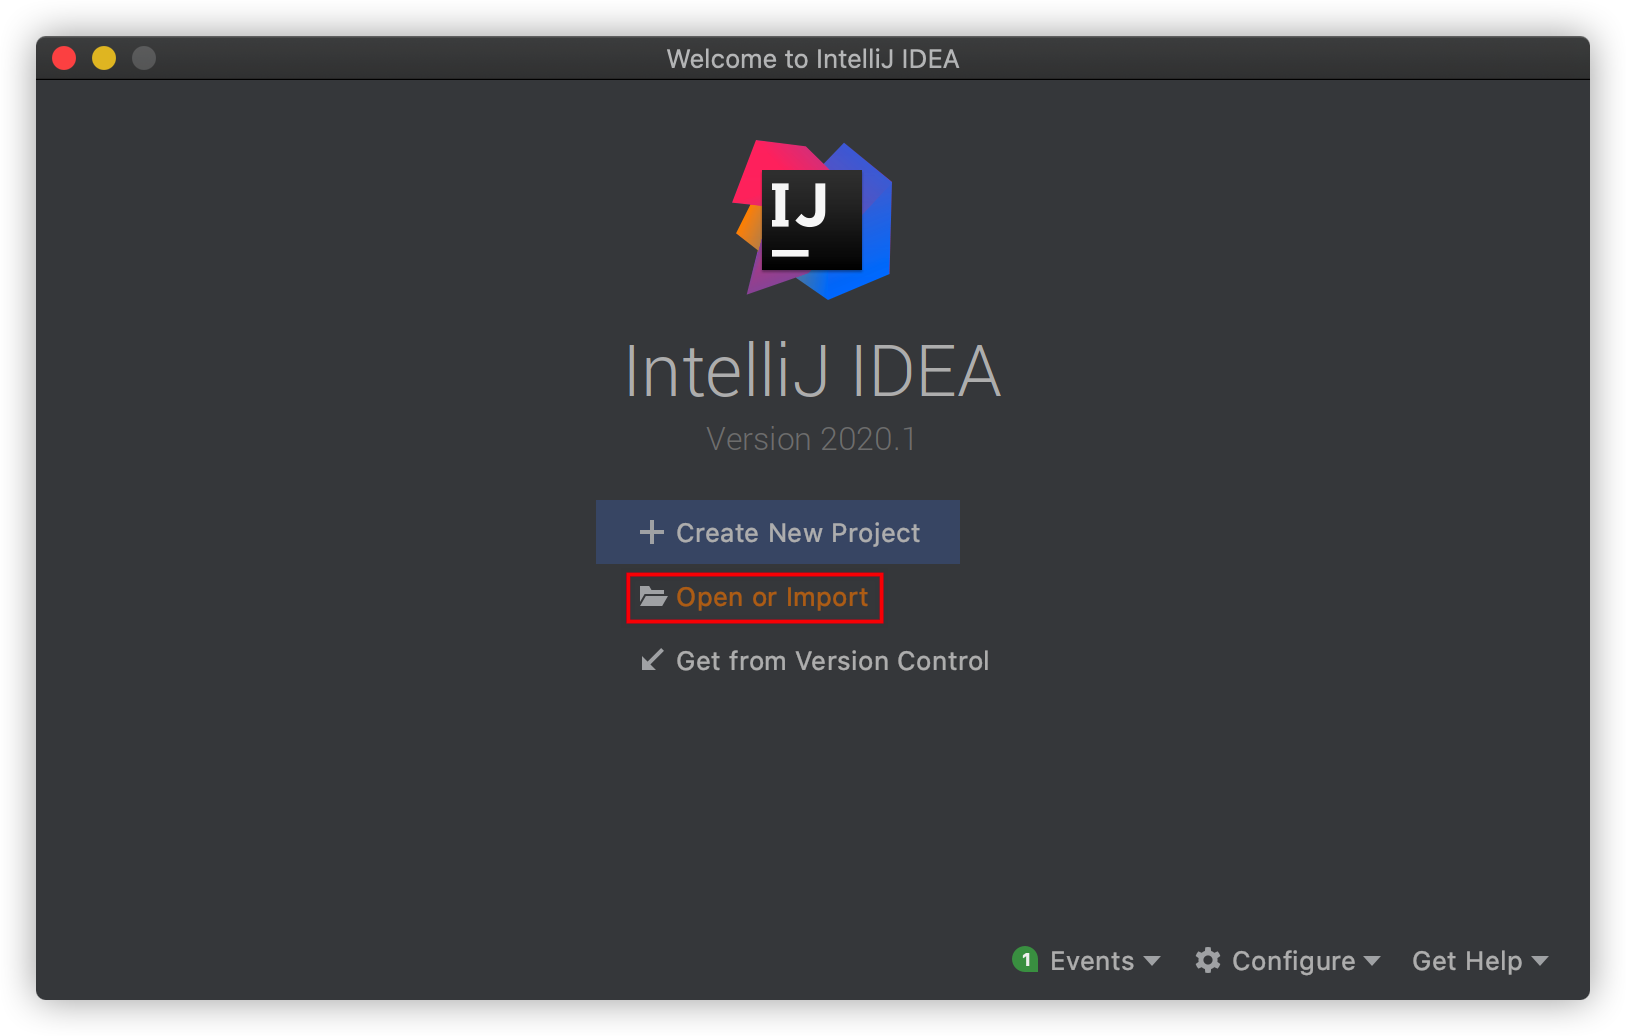 Welcome to IntelliJ IDEA
IJ
IntelliJ IDEA
Version 2020.1
Create New Project
Open or Import
Get from Version Control
1 Events Configure Get Help